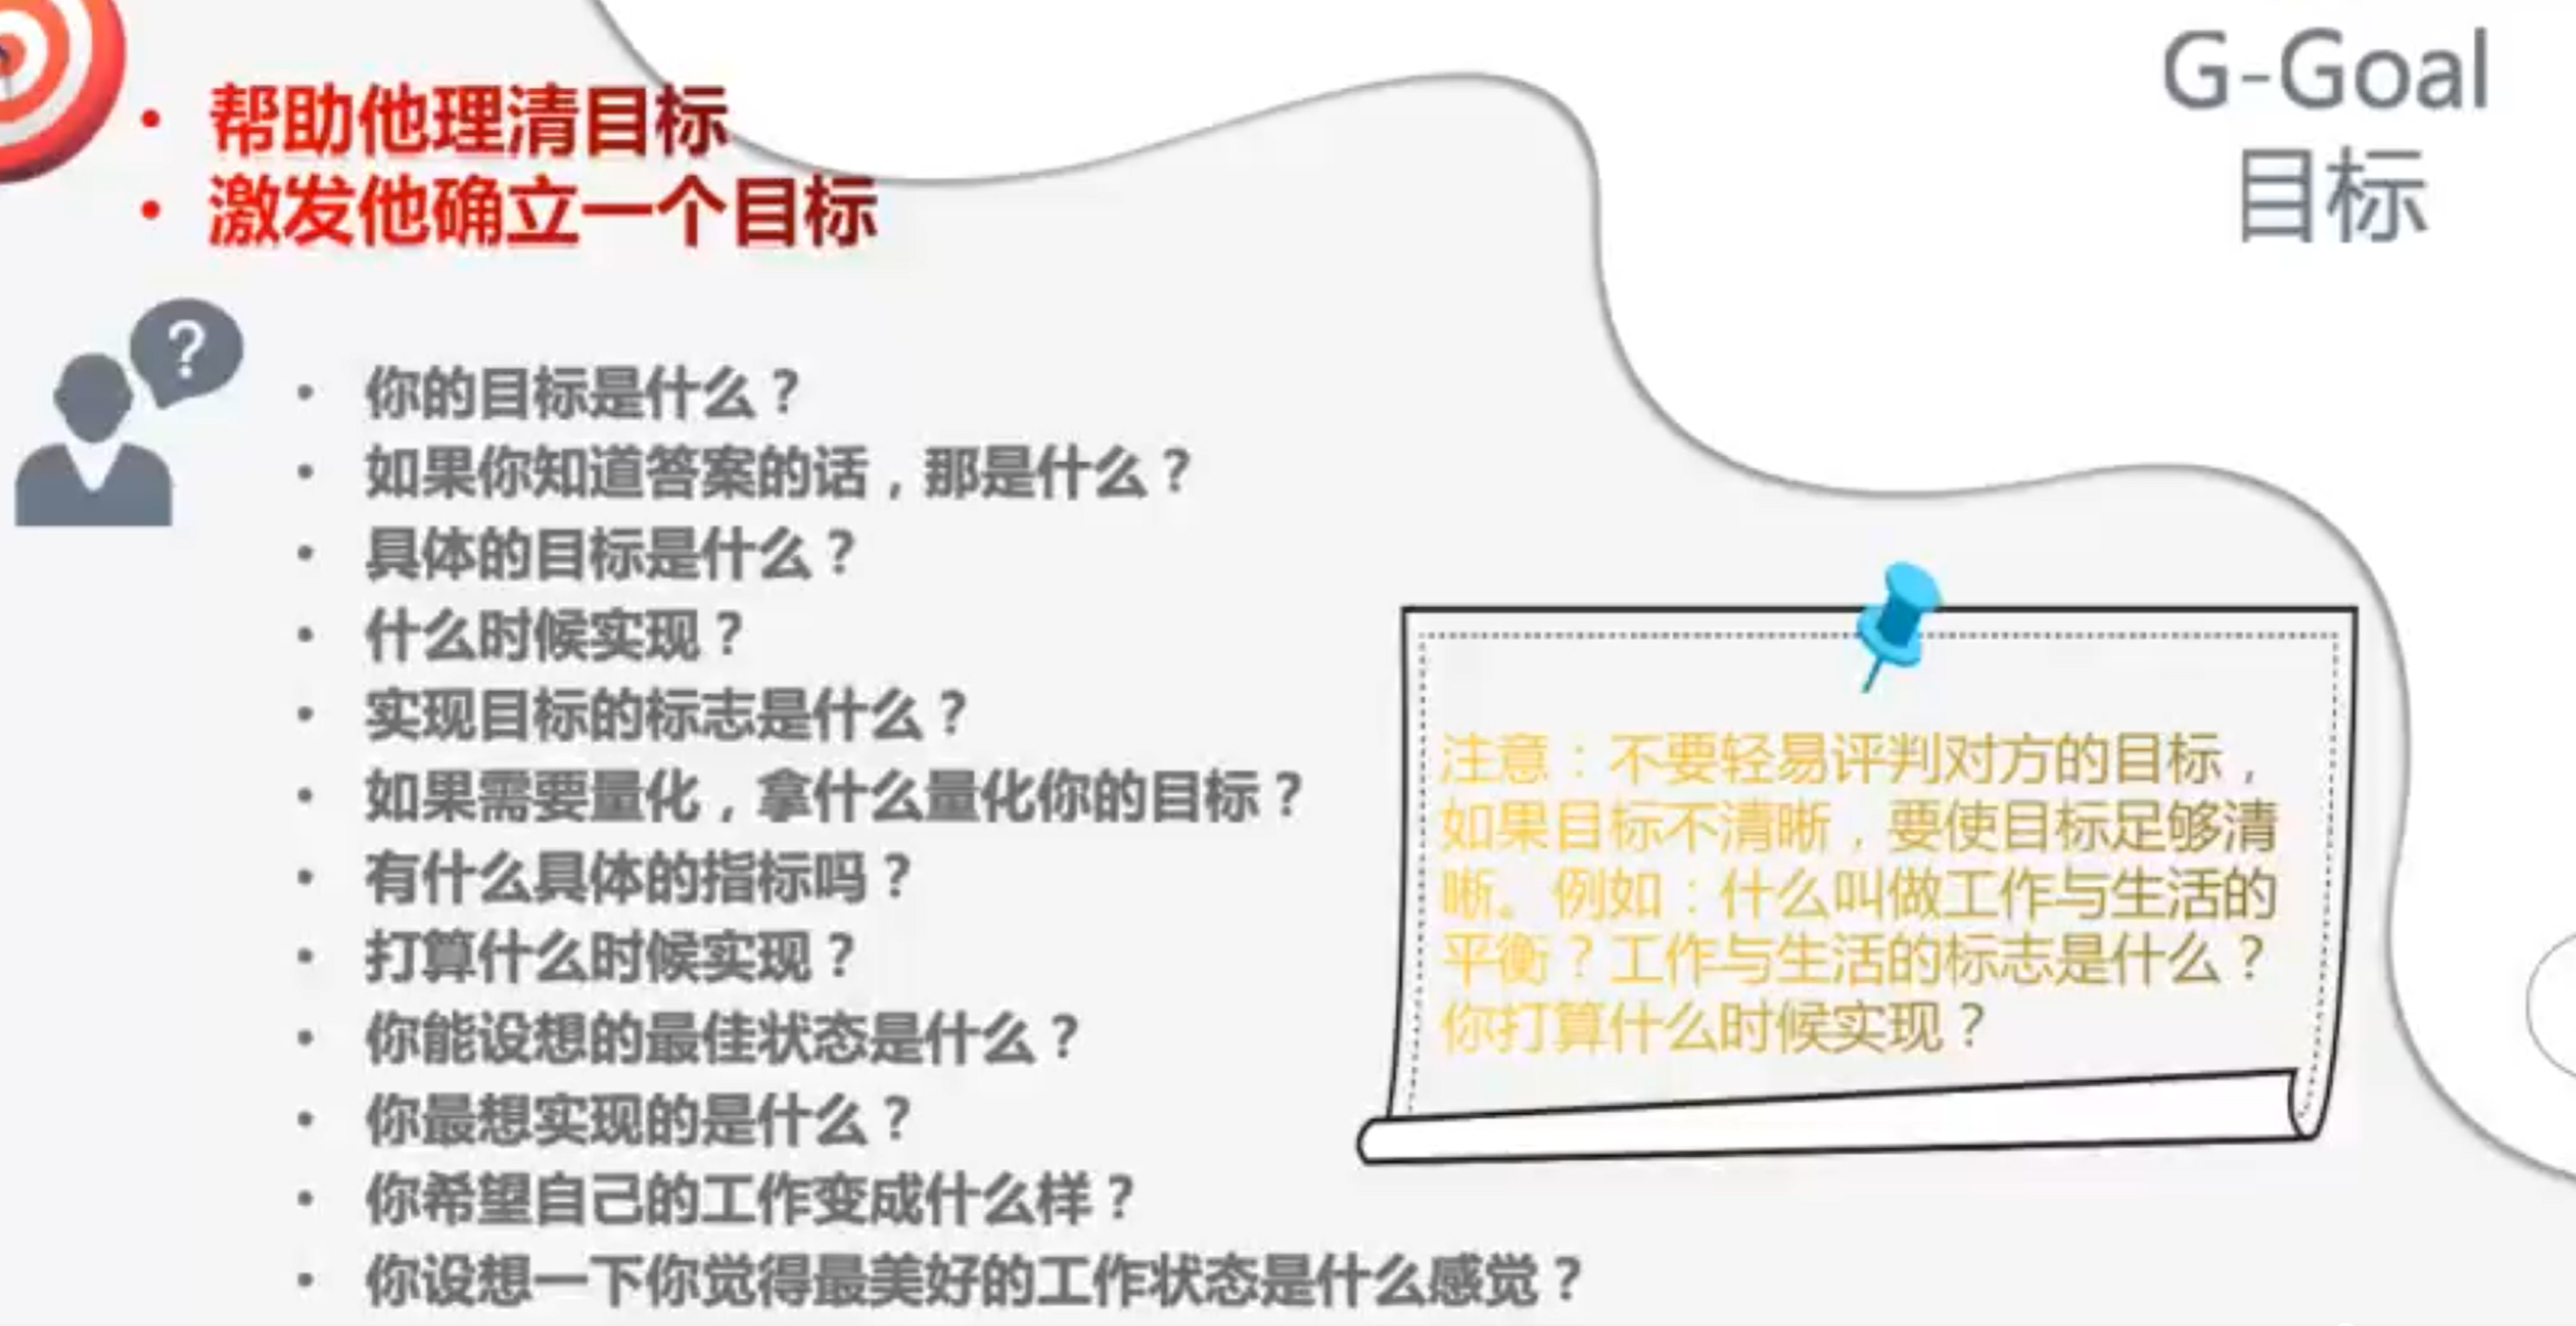 G-Goal
目标
• 帮助他理清目标
• 激发他确立一个目标
?
• 你的目标是什么？
• 如果你知道答案的话，那是什么？
• 具体的目标是什么？
• 什么时候实现？
• 实现目标的标志是什么？
• 如果需要量化，拿什么量化你的目标？
• 有什么具体的指标吗？
• 打算什么时候实现？
• 你能设想的最佳状态是什么？
• 你最想实现的是什么？
• 你希望自己的工作变成什么样？
• 你设想一下你觉得最美好的工作状态是什么感觉？
注意：不要轻易评判对方的目标，
如果目标不清晰，要使目标足够清
晰。例如：什么叫做工作与生活的
平衡？工作与生活的标志是什么？
你打算什么时候实现？